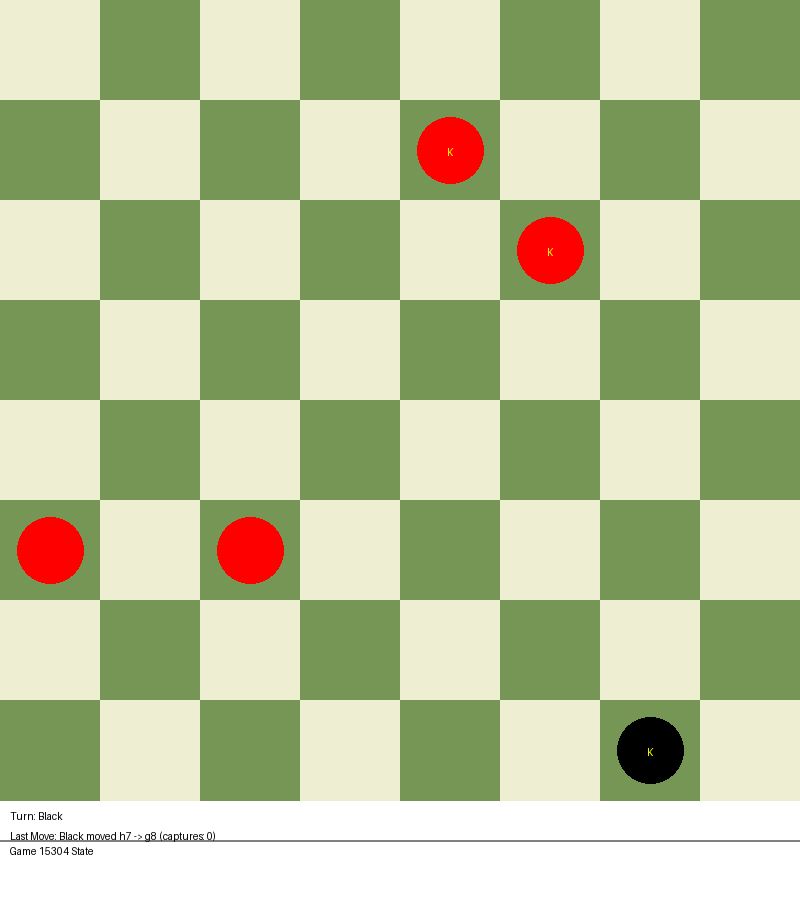 K
K
K
Turn: Black
Last Move: Black moved h7 -> g8 (captures: 0)
Game 15304 State